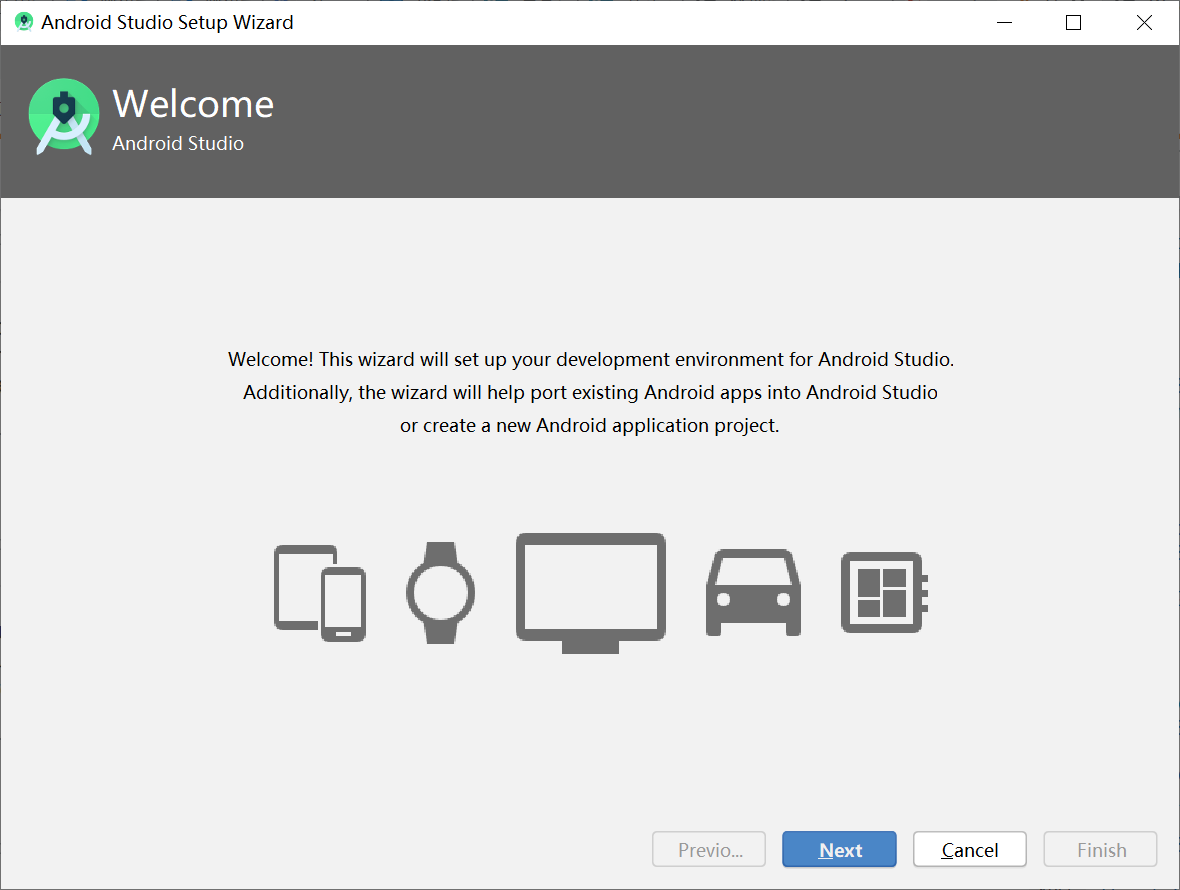 Android Studio Setup Wizard
Welcome
Android Studio
Welcome! This wizard will set up your development environment for Android Studio.
Additionally, the wizard will help port existing Android apps into Android Studio
or create a new Android application project.
Previo... Next Cancel Finish